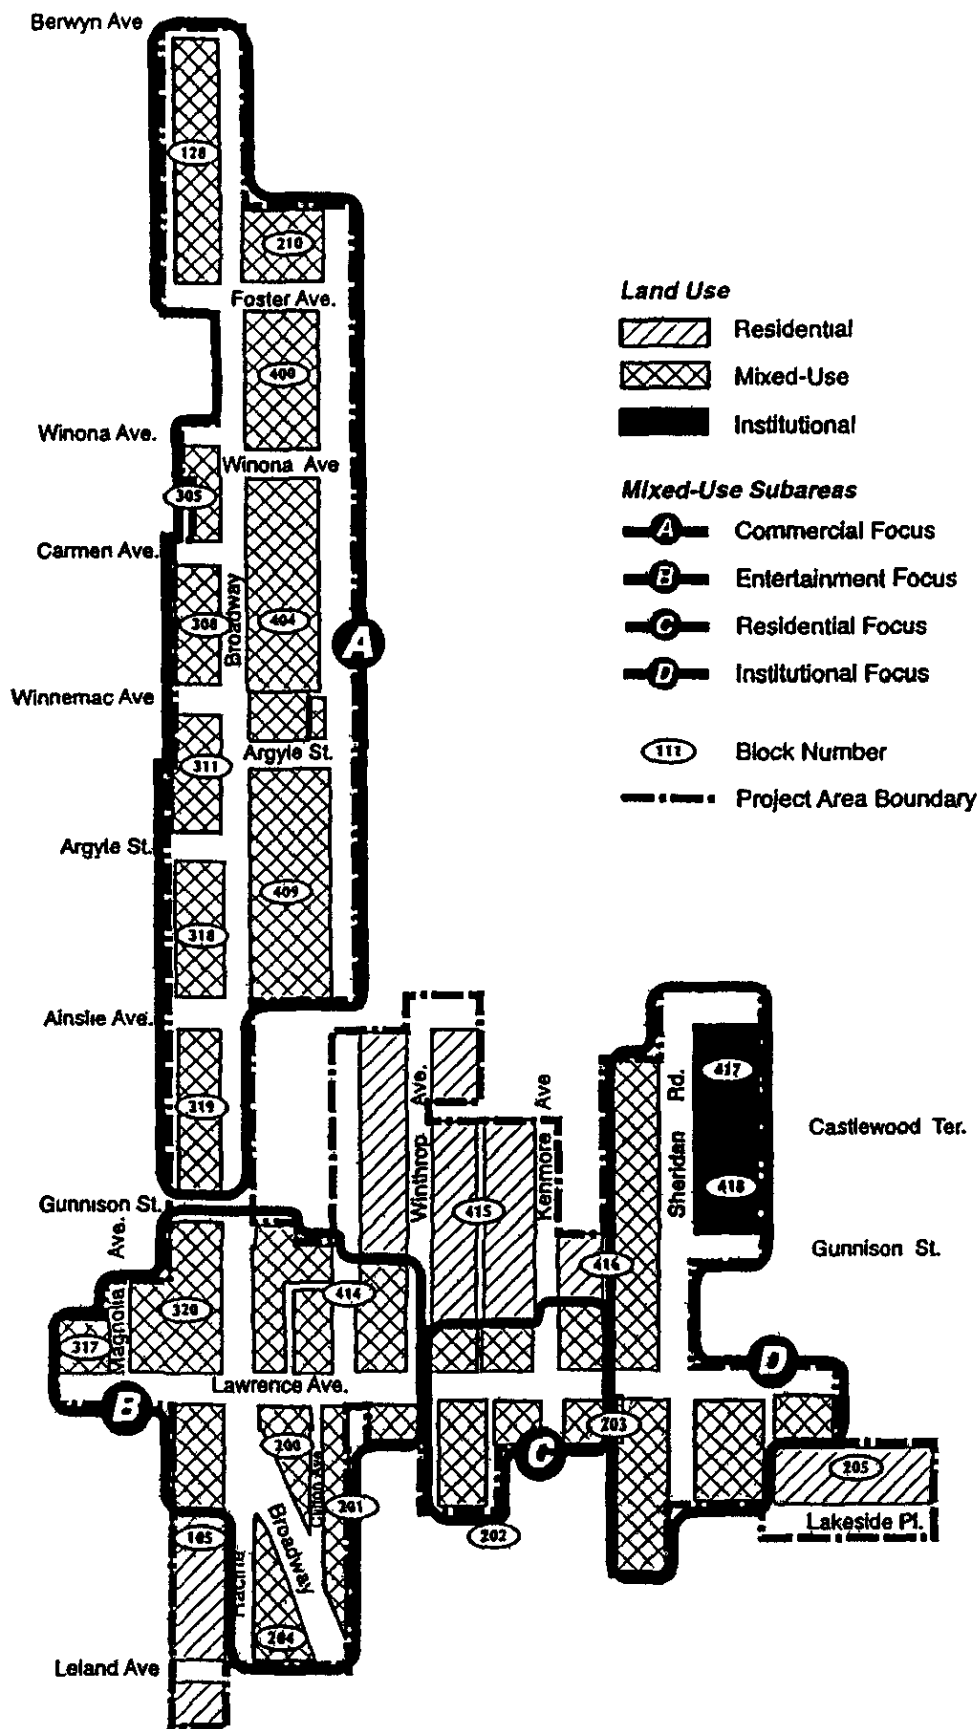 Berwyn Ave
128
210
Foster Ave.
Land Use
Residential
400
Mixed-Use
Institutional
Winona Ave.
Winona Ave
305
Mixed-Use Subareas
A Commercial Focus
Carmen Ave.
B Entertainment Focus
Broadway
308
404
C Residential Focus
A
D Institutional Focus
Winnemac Ave
111 Block Number
Argyle St.
311
Project Area Boundary
Argyle St.
409
318
Ainslie Ave.
417
Ave.
Ave
Rd.
319
Castlewood Ter.
Winthrop
Kenmore
Sheridan
418
Gunnison St.
415
Gunnison St.
Ave.
416
414
320
Magnolia
317
D
Lawrence Ave.
B
200
203
C
Clifton Ave
205
201
Broadway
Lakeside Pl.
202
105
Racine
204
Leland Ave